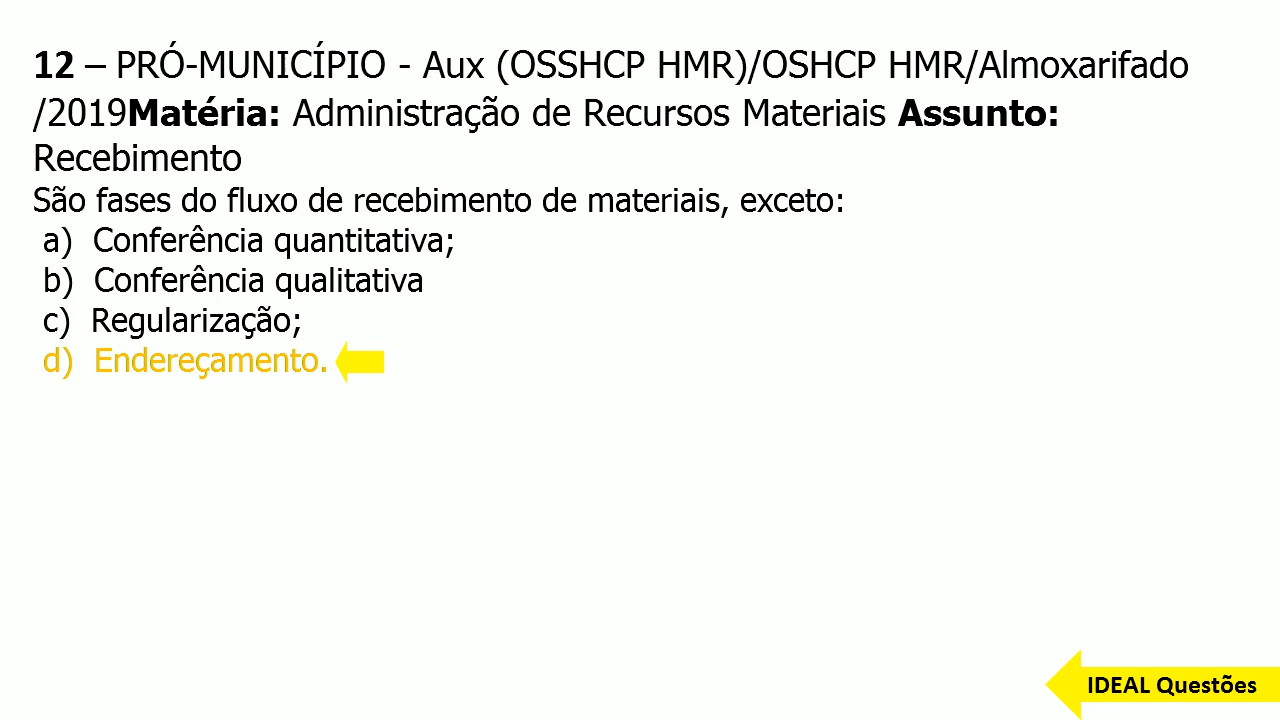 12 – PRÓ-MUNICÍPIO - Aux (OSSHCP HMR)/OSHCP HMR/Almoxarifado
/2019Matéria: Administração de Recursos Materiais Assunto:
Recebimento
São fases do fluxo de recebimento de materiais, exceto:
a) Conferência quantitativa;
b) Conferência qualitativa
c) Regularização;
d) Endereçamento.
IDEAL Questões